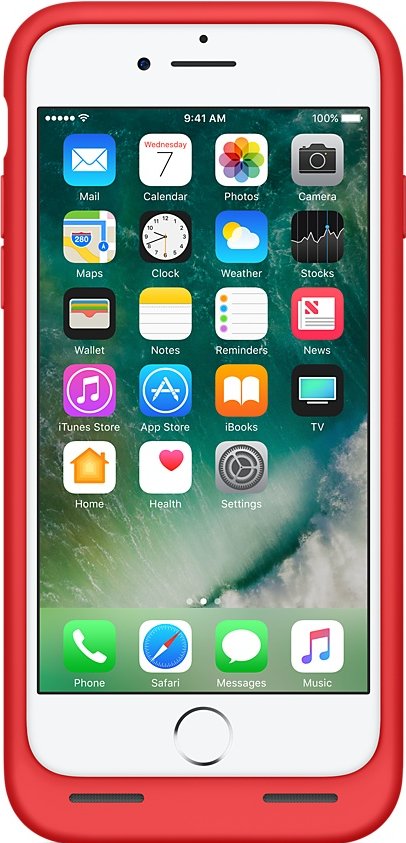 9:41 AM 100%
Wednesday
7
Mail Calendar Photos Camera
280
Maps Clock Weather Stocks
Wallet Notes Reminders News
iTunes Store App Store iBooks TV
Home Health Settings
Phone Safari Messages Music